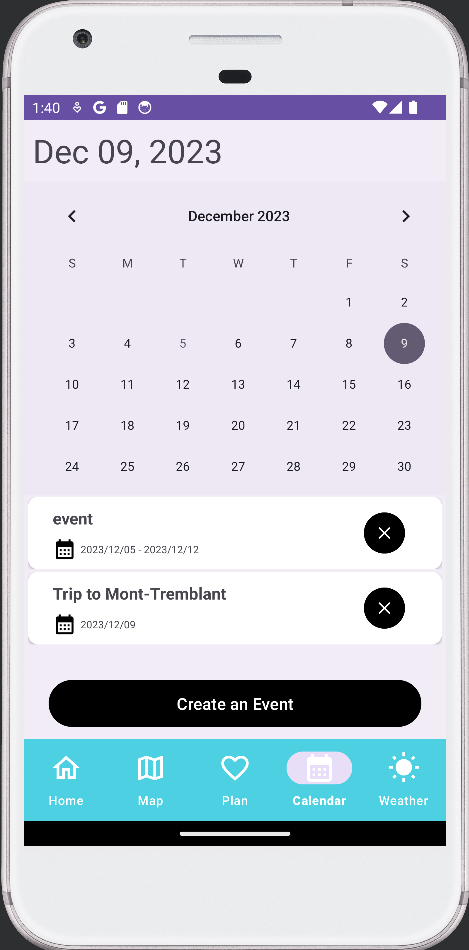 1:40
Dec 09, 2023
December 2023
S M T W T F S
1 2
3 4 5 6 7 8 9
10 11 12 13 14 15 16
17 18 19 20 21 22 23
24 25 26 27 28 29 30
event
2023/12/05 - 2023/12/12
Trip to Mont-Tremblant
2023/12/09
Create an Event
Home Map Plan Calendar Weather